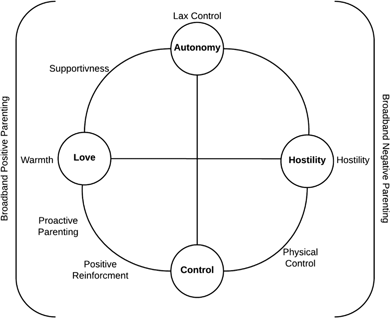 Lax Control
Autonomy
Supportivness
Broadband Positive Parenting
Warmth
Love
Hostility
Hostility
Broadband Negative Parenting
Proactive
Parenting
Positive
Reinforcment
Control
Physical
Control